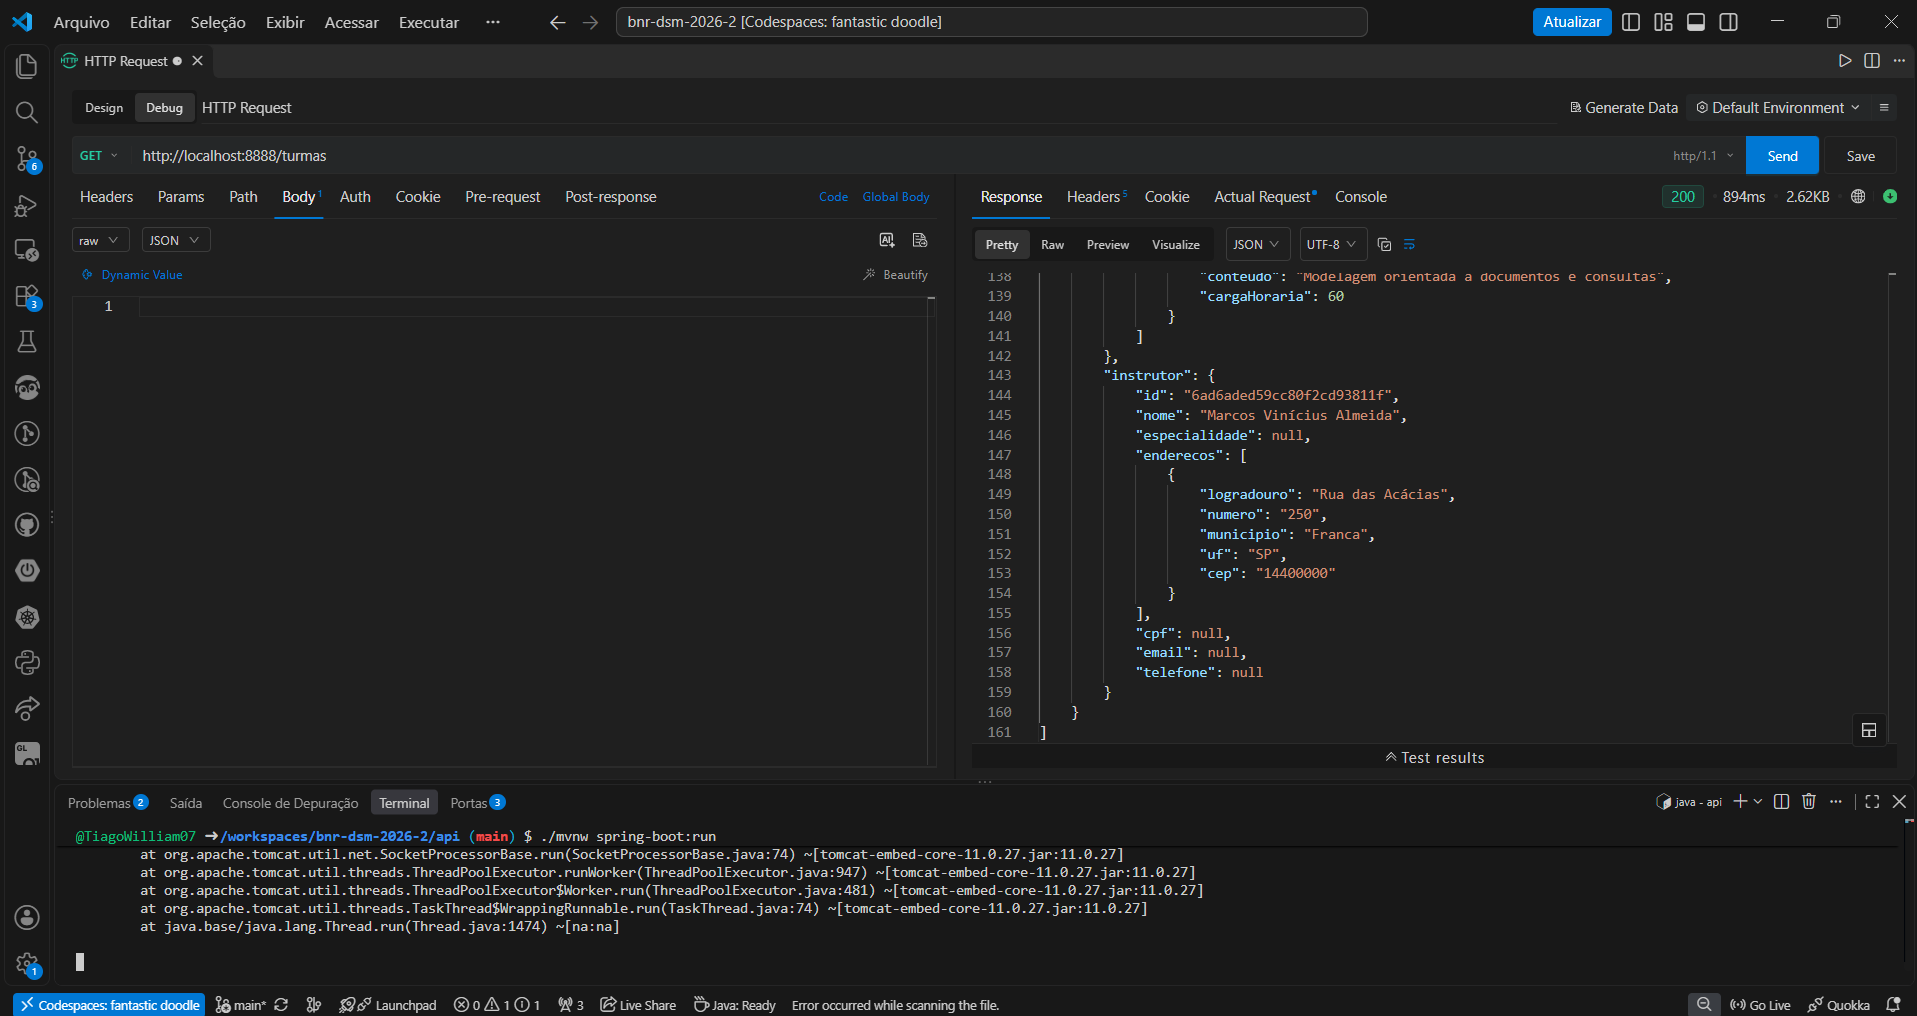 Arquivo Editar Seleção Exibir Acessar Executar ··· bnr-dsm-2026-2 [Codespaces: fantastic doodle] Atualizar
HTTP HTTP Request
Design Debug HTTP Request Generate Data Default Environment
GET http://localhost:8888/turmas http/1.1 Send Save
Headers Params Path Body 1 Auth Cookie Pre-request Post-response Code Global Body
raw JSON
Dynamic Value Beautify
1
Response Headers 5 Cookie Actual Request Console 200 894ms 2.62KB
Pretty Raw Preview Visualize JSON UTF-8
138 "conteudo": "Modelagem orientada a documentos e consultas",
139 "cargaHoraria": 60
140 }
141 ]
142 },
143 "instrutor": {
144 "id": "6ad6aded59cc80f2cd93811f",
145 "nome": "Marcos Vinícius Almeida",
146 "especialidade": null,
147 "enderecos": [
148 {
149 "logradouro": "Rua das Acácias",
150 "numero": "250",
151 "municipio": "Franca",
152 "uf": "SP",
153 "cep": "14400000"
154 }
155 ],
156 "cpf": null,
157 "email": null,
158 "telefone": null
159 }
160 }
161 ]
Test results
6
3
GL
1
Problemas 2 Saída Console de Depuração Terminal Portas 3 java - api
@TiagoWilliam07 ➜ /workspaces/bnr-dsm-2026-2/api (main) $ ./mvnw spring-boot:run
at org.apache.tomcat.util.net.SocketProcessorBase.run(SocketProcessorBase.java:74) ~[tomcat-embed-core-11.0.27.jar:11.0.27]
at org.apache.tomcat.util.threads.ThreadPoolExecutor.runWorker(ThreadPoolExecutor.java:947) ~[tomcat-embed-core-11.0.27.jar:11.0.27]
at org.apache.tomcat.util.threads.ThreadPoolExecutor$Worker.run(ThreadPoolExecutor.java:481) ~[tomcat-embed-core-11.0.27.jar:11.0.27]
at org.apache.tomcat.util.threads.TaskThread$WrappingRunnable.run(TaskThread.java:74) ~[tomcat-embed-core-11.0.27.jar:11.0.27]
at java.base/java.lang.Thread.run(Thread.java:1474) ~[na:na]
Codespaces: fantastic doodle main* Launchpad 0 1 1 3 Live Share Java: Ready Error occurred while scanning the file. Go Live Quokka